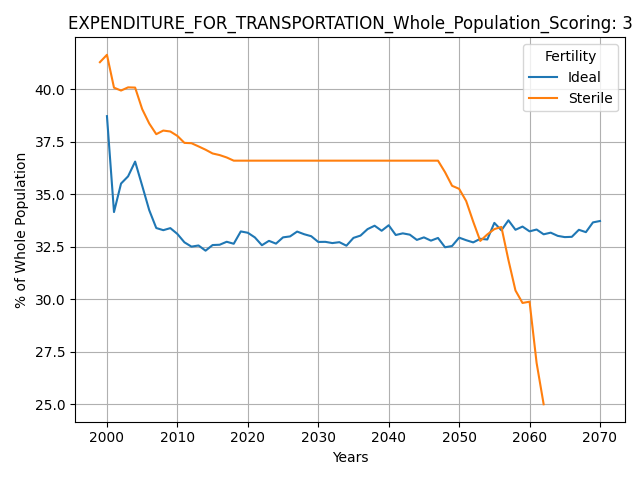 EXPENDITURE_FOR_TRANSPORTATION_Whole_Population_Scoring: 3
Fertility
Ideal
Sterile
% of Whole Population
40.0
37.5
35.0
32.5
30.0
27.5
25.0
2000 2010 2020 2030 2040 2050 2060 2070
Years